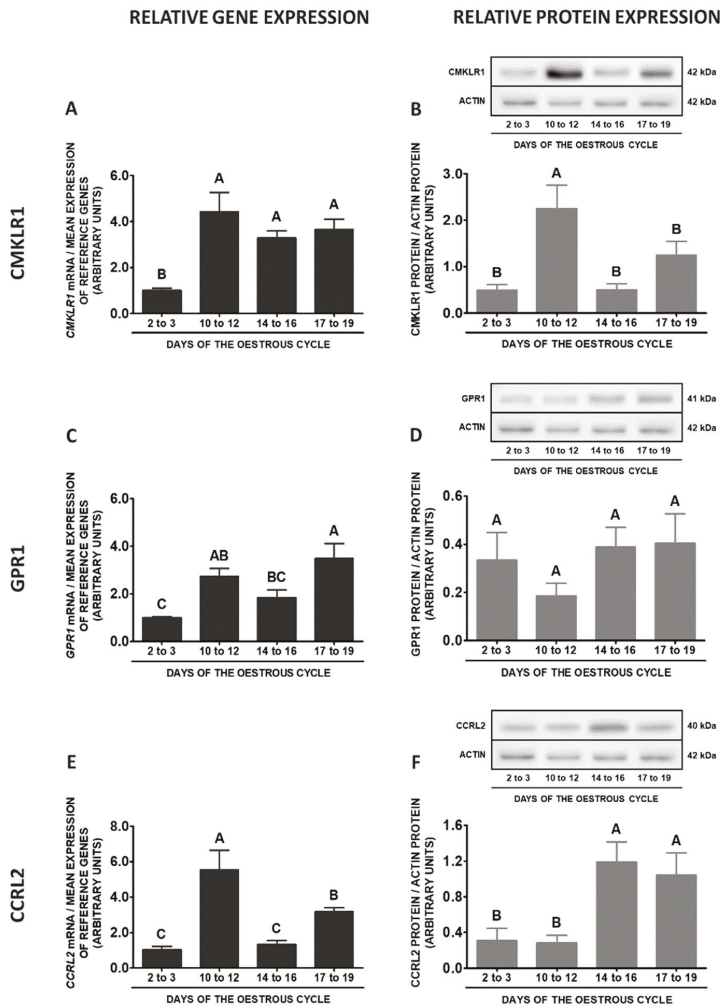 RELATIVE GENE EXPRESSION
RELATIVE PROTEIN EXPRESSION
CMKLR1
A
CMKLR1 mRNA / MEAN EXPRESSION
OF REFERENCE GENES
(ARBITRARY UNITS)
6.0
4.0
2.0
0.0
B
A
A
A
2 to 3
10 to 12
14 to 16
17 to 19
DAYS OF THE OESTROUS CYCLE
B
CMKLR1
42 kDa
ACTIN
42 kDa
2 to 3
10 to 12
14 to 16
17 to 19
DAYS OF THE OESTROUS CYCLE
CMKLR1 PROTEIN / ACTIN PROTEIN
(ARBITRARY UNITS)
3.0
2.0
1.0
0.0
B
A
B
B
2 to 3
10 to 12
14 to 16
17 to 19
DAYS OF THE OESTROUS CYCLE
GPR1
C
GPR1 mRNA / MEAN EXPRESSION
OF REFERENCE GENES
(ARBITRARY UNITS)
6.0
4.0
2.0
0.0
C
AB
BC
A
2 to 3
10 to 12
14 to 16
17 to 19
DAYS OF THE OESTROUS CYCLE
D
GPR1
41 kDa
ACTIN
42 kDa
2 to 3
10 to 12
14 to 16
17 to 19
DAYS OF THE OESTROUS CYCLE
GPR1 PROTEIN / ACTIN PROTEIN
(ARBITRARY UNITS)
0.6
0.4
0.2
0.0
A
A
A
A
2 to 3
10 to 12
14 to 16
17 to 19
DAYS OF THE OESTROUS CYCLE
CCRL2
E
CCRL2 mRNA / MEAN EXPRESSION
OF REFERENCE GENES
(ARBITRARY UNITS)
8.0
6.0
4.0
2.0
0.0
C
A
C
B
2 to 3
10 to 12
14 to 16
17 to 19
DAYS OF THE OESTROUS CYCLE
F
CCRL2
40 kDa
ACTIN
42 kDa
2 to 3
10 to 12
14 to 16
17 to 19
DAYS OF THE OESTROUS CYCLE
CCRL2 PROTEIN / ACTIN PROTEIN
(ARBITRARY UNITS)
1.6
1.2
0.8
0.4
0.0
B
B
A
A
2 to 3
10 to 12
14 to 16
17 to 19
DAYS OF THE OESTROUS CYCLE